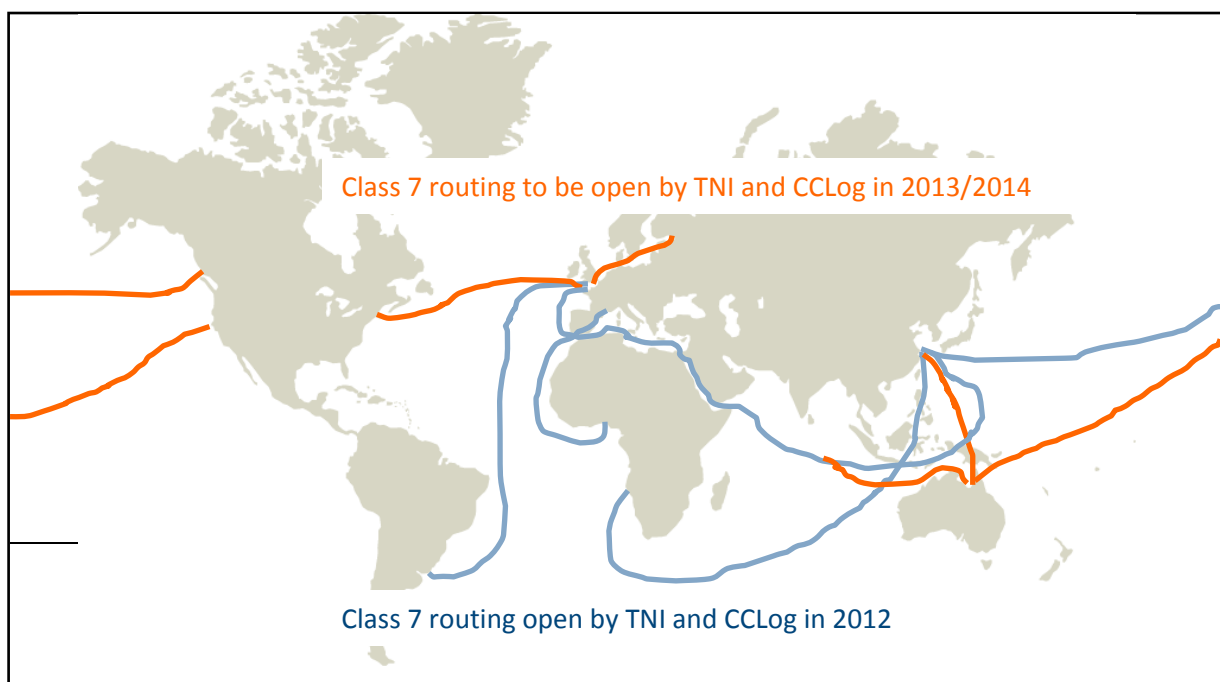 Class 7 routing to be open by TNI and CCLog in 2013/2014
Class 7 routing open by TNI and CCLog in 2012